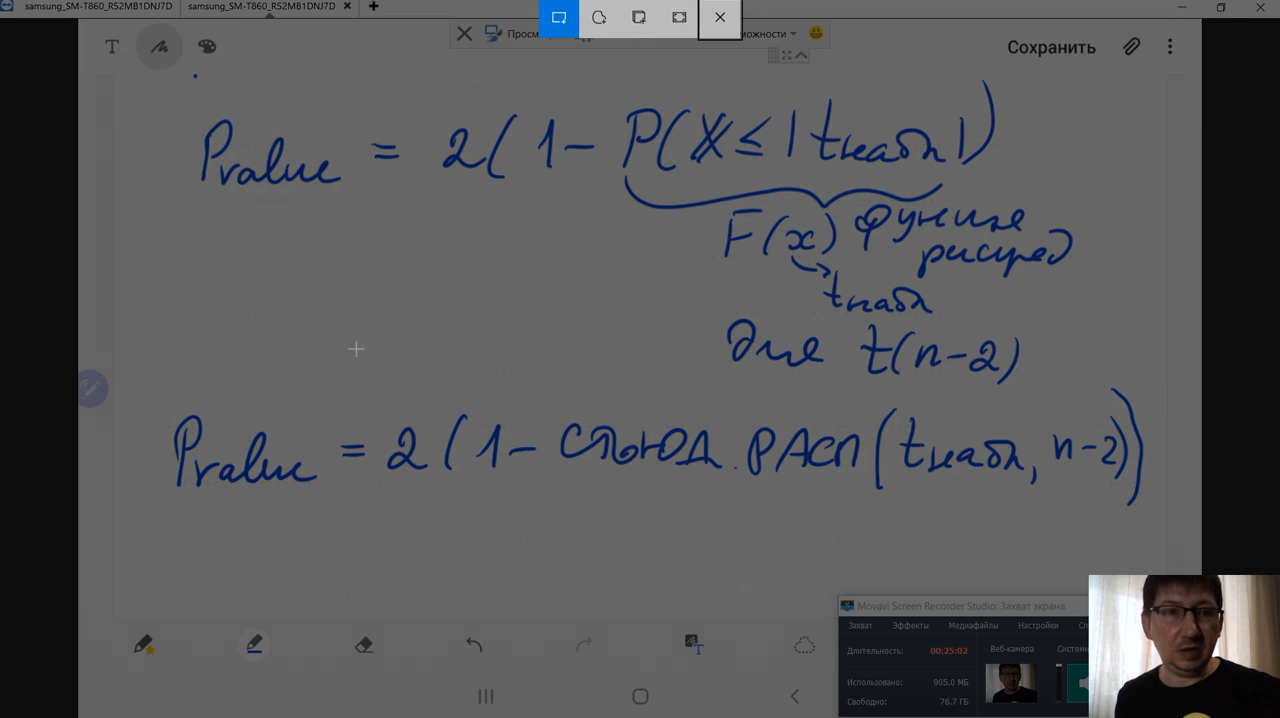 samsung_SM-T860_R52MB1DNJ7D samsung_SM-T860_R52MB1DNJ7D
Сохранить
Pvalue = 2(1- P(X≤|tнабл|)
F(x) функция
распред
tнабл
для t(n-2)
Pvalue = 2(1- СТЬЮД.РАСП(tнабл, n-2))
Movavi Screen Recorder Studio: Захват экрана
Захват Эффекты Медиафайлы Настройки
Длительность: 00:25:02
Веб-камера
Использовано: 905.0 МБ
Свободно: 76.7 ГБ